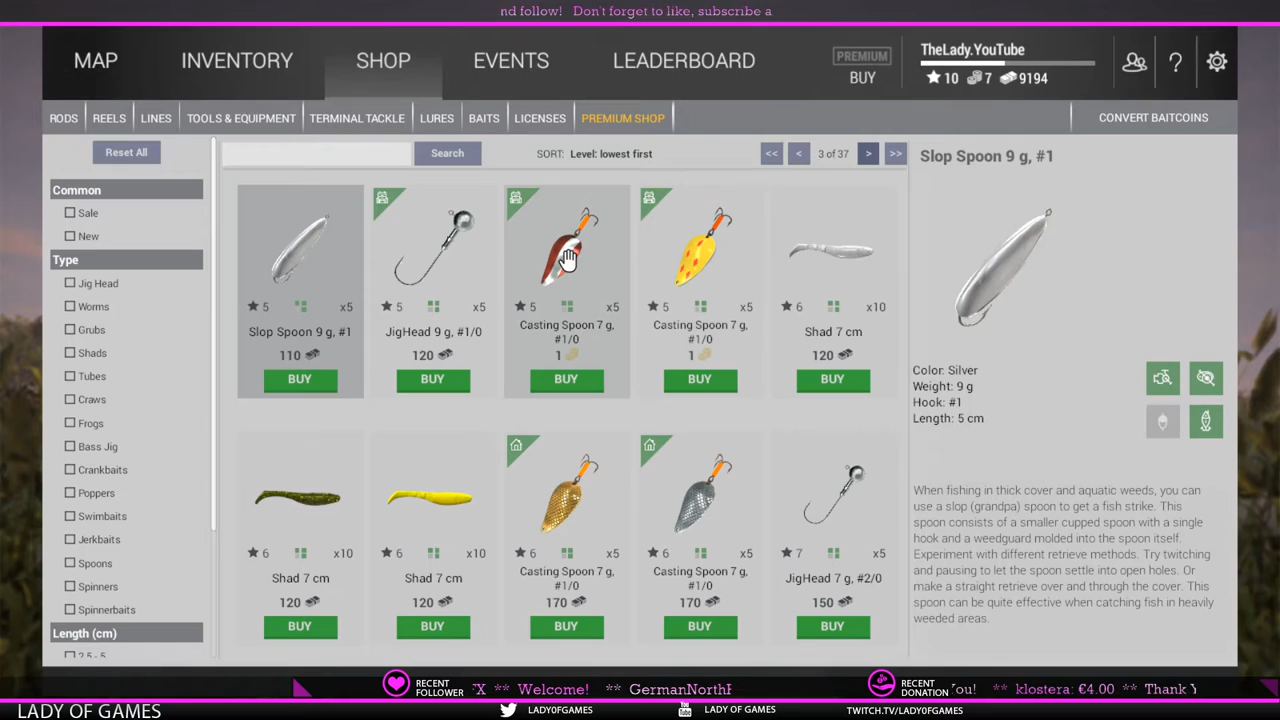 nd follow!   Don't forget to like, subscribe a
MAP
INVENTORY
SHOP
EVENTS
LEADERBOARD
PREMIUM
BUY
TheLady.YouTube
10 7 9194
RODS
REELS
LINES
TOOLS & EQUIPMENT
TERMINAL TACKLE
LURES
BAITS
LICENSES
PREMIUM SHOP
CONVERT BAITCOINS
Reset All
Search
SORT: Level: lowest first
<< < 3 of 37 > >>
Common
Sale
New
Type
Jig Head
Worms
Grubs
Shads
Tubes
Craws
Frogs
Bass Jig
Crankbaits
Poppers
Swimbaits
Jerkbaits
Spoons
Spinners
Spinnerbaits
Length (cm)
2.5 - 5
5 x5
Slop Spoon 9 g, #1
110
BUY
5 x5
JigHead 9 g, #1/0
120
BUY
5 x5
Casting Spoon 7 g,
#1/0
1
BUY
5 x5
Casting Spoon 7 g,
#1/0
1
BUY
6 x10
Shad 7 cm
120
BUY
6 x10
Shad 7 cm
120
BUY
6 x10
Shad 7 cm
120
BUY
6 x5
Casting Spoon 7 g,
#1/0
170
BUY
6 x5
Casting Spoon 7 g,
#1/0
170
BUY
7 x5
JigHead 7 g, #2/0
150
BUY
Slop Spoon 9 g, #1
Color: Silver
Weight: 9 g
Hook: #1
Length: 5 cm
When fishing in thick cover and aquatic weeds, you can
use a slop (grandpa) spoon to get a fish strike. This
spoon consists of a smaller cupped spoon with a single
hook and a weedguard molded into the spoon itself.
Experiment with different retrieve methods. Try twitching
and pausing to let the spoon settle into open holes. Or
make a straight retrieve over and through the cover. This
spoon can be quite effective when catching fish in heavily
weeded areas.
RECENT
FOLLOWER
X ** Welcome! ** GermanNorthF
RECENT
DONATION
ou! ** klostera: €4.00 ** Thank Y
LADY OF GAMES
LADY0FGAMES
LADY OF GAMES
TWITCH.TV/LADY0FGAMES